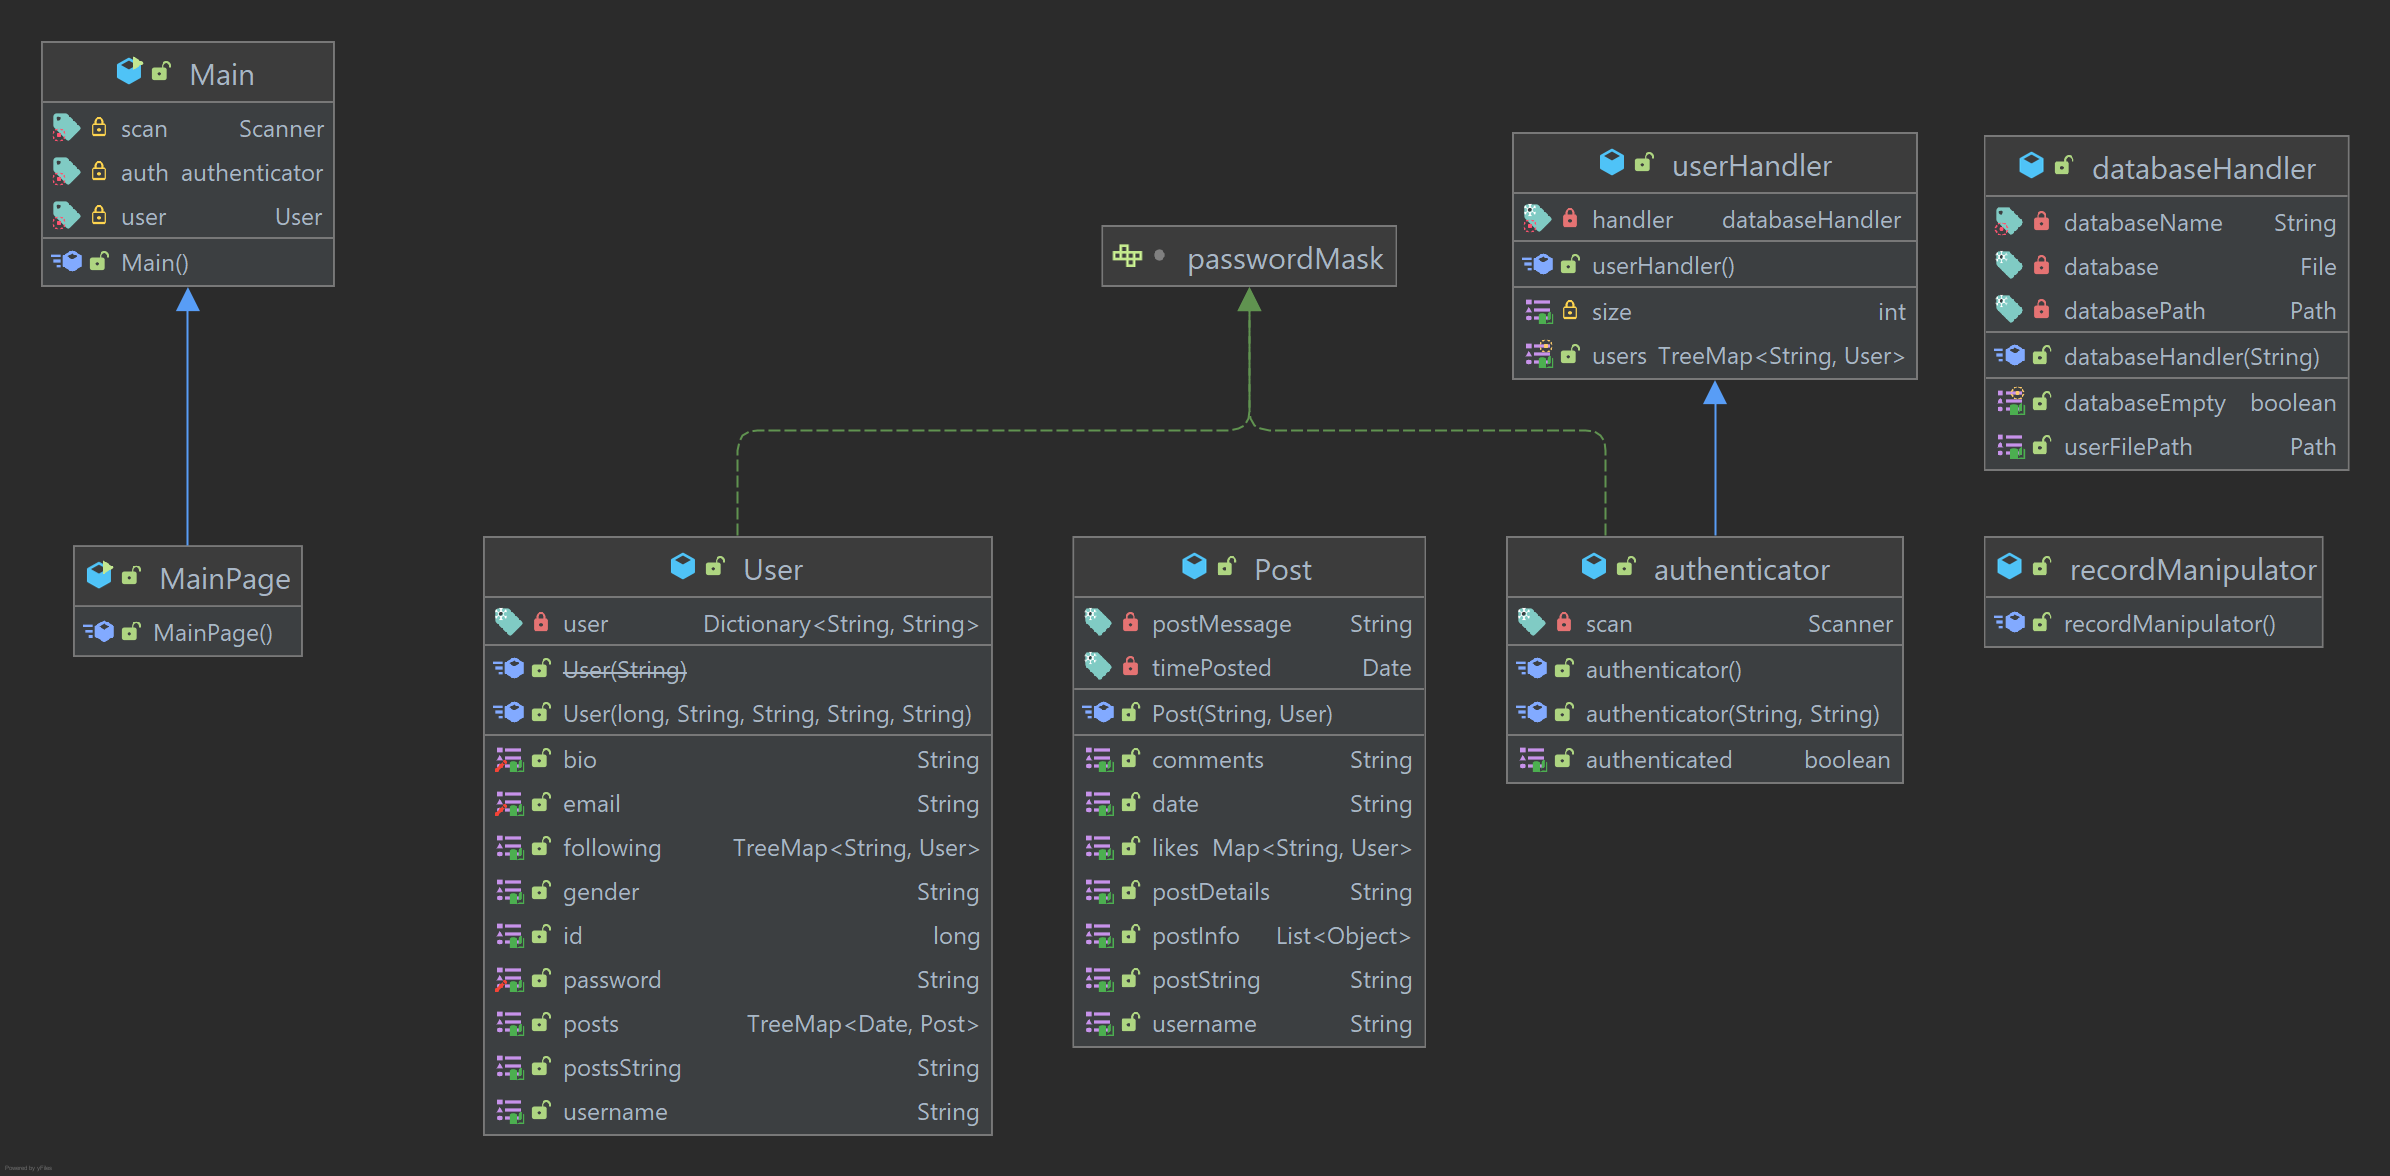 Main
scan Scanner
auth authenticator
user User
Main()
MainPage
MainPage()
passwordMask
userHandler
handler databaseHandler
userHandler()
size int
users TreeMap<String, User>
databaseHandler
databaseName String
database File
databasePath Path
databaseHandler(String)
databaseEmpty boolean
userFilePath Path
User
user Dictionary<String, String>
User(String)
User(long, String, String, String, String)
bio String
email String
following TreeMap<String, User>
gender String
id long
password String
posts TreeMap<Date, Post>
postsString String
username String
Post
postMessage String
timePosted Date
Post(String, User)
comments String
date String
likes Map<String, User>
postDetails String
postInfo List<Object>
postString String
username String
authenticator
scan Scanner
authenticator()
authenticator(String, String)
authenticated boolean
recordManipulator
recordManipulator()
Powered by yFiles